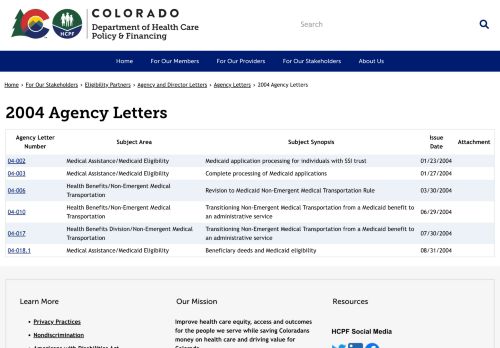 COLORADO
Department of Health Care
Policy & Financing
HCPF
Search
Home For Our Members For Our Providers For Our Stakeholders About Us
Home › For Our Stakeholders › Eligibility Partners › Agency and Director Letters › Agency Letters › 2004 Agency Letters
2004 Agency Letters
Agency Letter Number Subject Area Subject Synopsis Issue Date Attachment
04-002 Medical Assistance/Medicaid Eligibility Medicaid application processing for individuals with SSI trust 01/23/2004
04-003 Medical Assistance/Medicaid Eligibility Complete processing of Medicaid applications 01/27/2004
04-006 Health Benefits/Non-Emergent Medical Transportation Revision to Medicaid Non-Emergent Medical Transportation Rule 03/30/2004
04-010 Health Benefits/Non-Emergent Medical Transportation Transitioning Non-Emergent Medical Transportation from a Medicaid benefit to an administrative service 06/29/2004
04-017 Health Benefits Division/Non-Emergent Medical Transportation Transitioning Non-Emergent Medical Transportation from a Medicaid benefit to an administrative service 07/30/2004
04-018.1 Medical Assistance/Medicaid Eligibility Beneficiary deeds and Medicaid eligibility 08/31/2004
Learn More
Privacy Practices
Nondiscrimination
Americans with Disabilities Act
Our Mission
Improve health care equity, access and outcomes
for the people we serve while saving Coloradans
money on health care and driving value for
Colorado.
Resources
HCPF Social Media